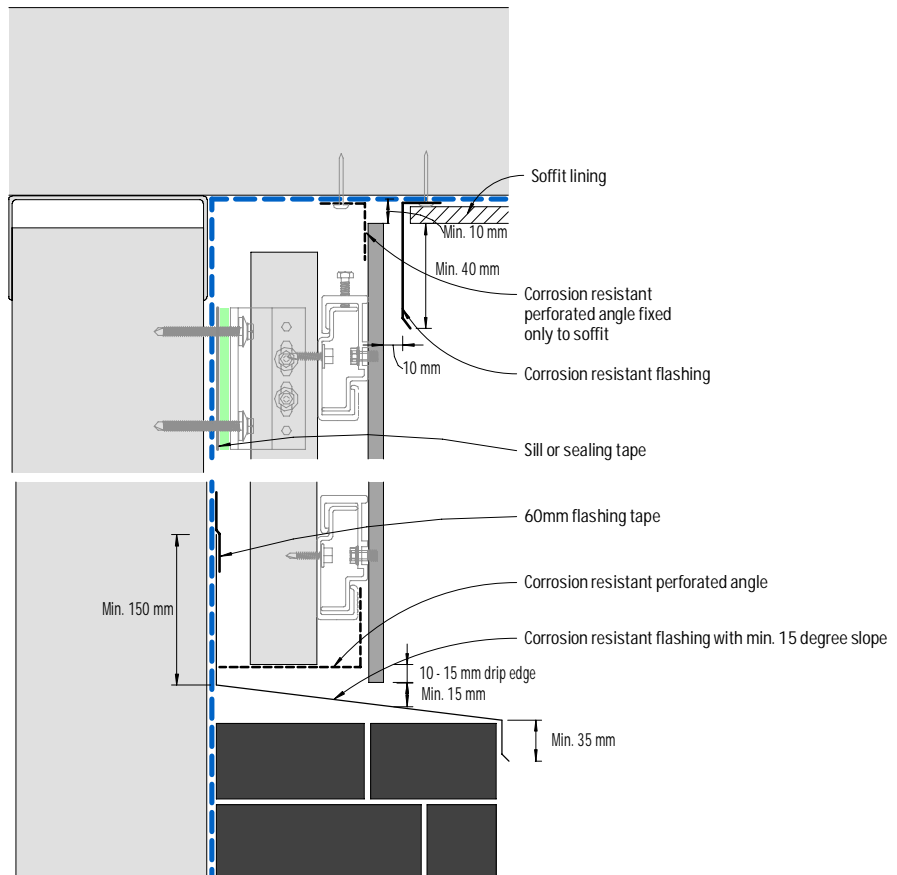 Soffit lining
Min. 10 mm
Min. 40 mm
Corrosion resistant
perforated angle fixed
only to soffit
10 mm
Corrosion resistant flashing
Sill or sealing tape
60mm flashing tape
Corrosion resistant perforated angle
Min. 150 mm
Corrosion resistant flashing with min. 15 degree slope
10 - 15 mm drip edge
Min. 15 mm
Min. 35 mm